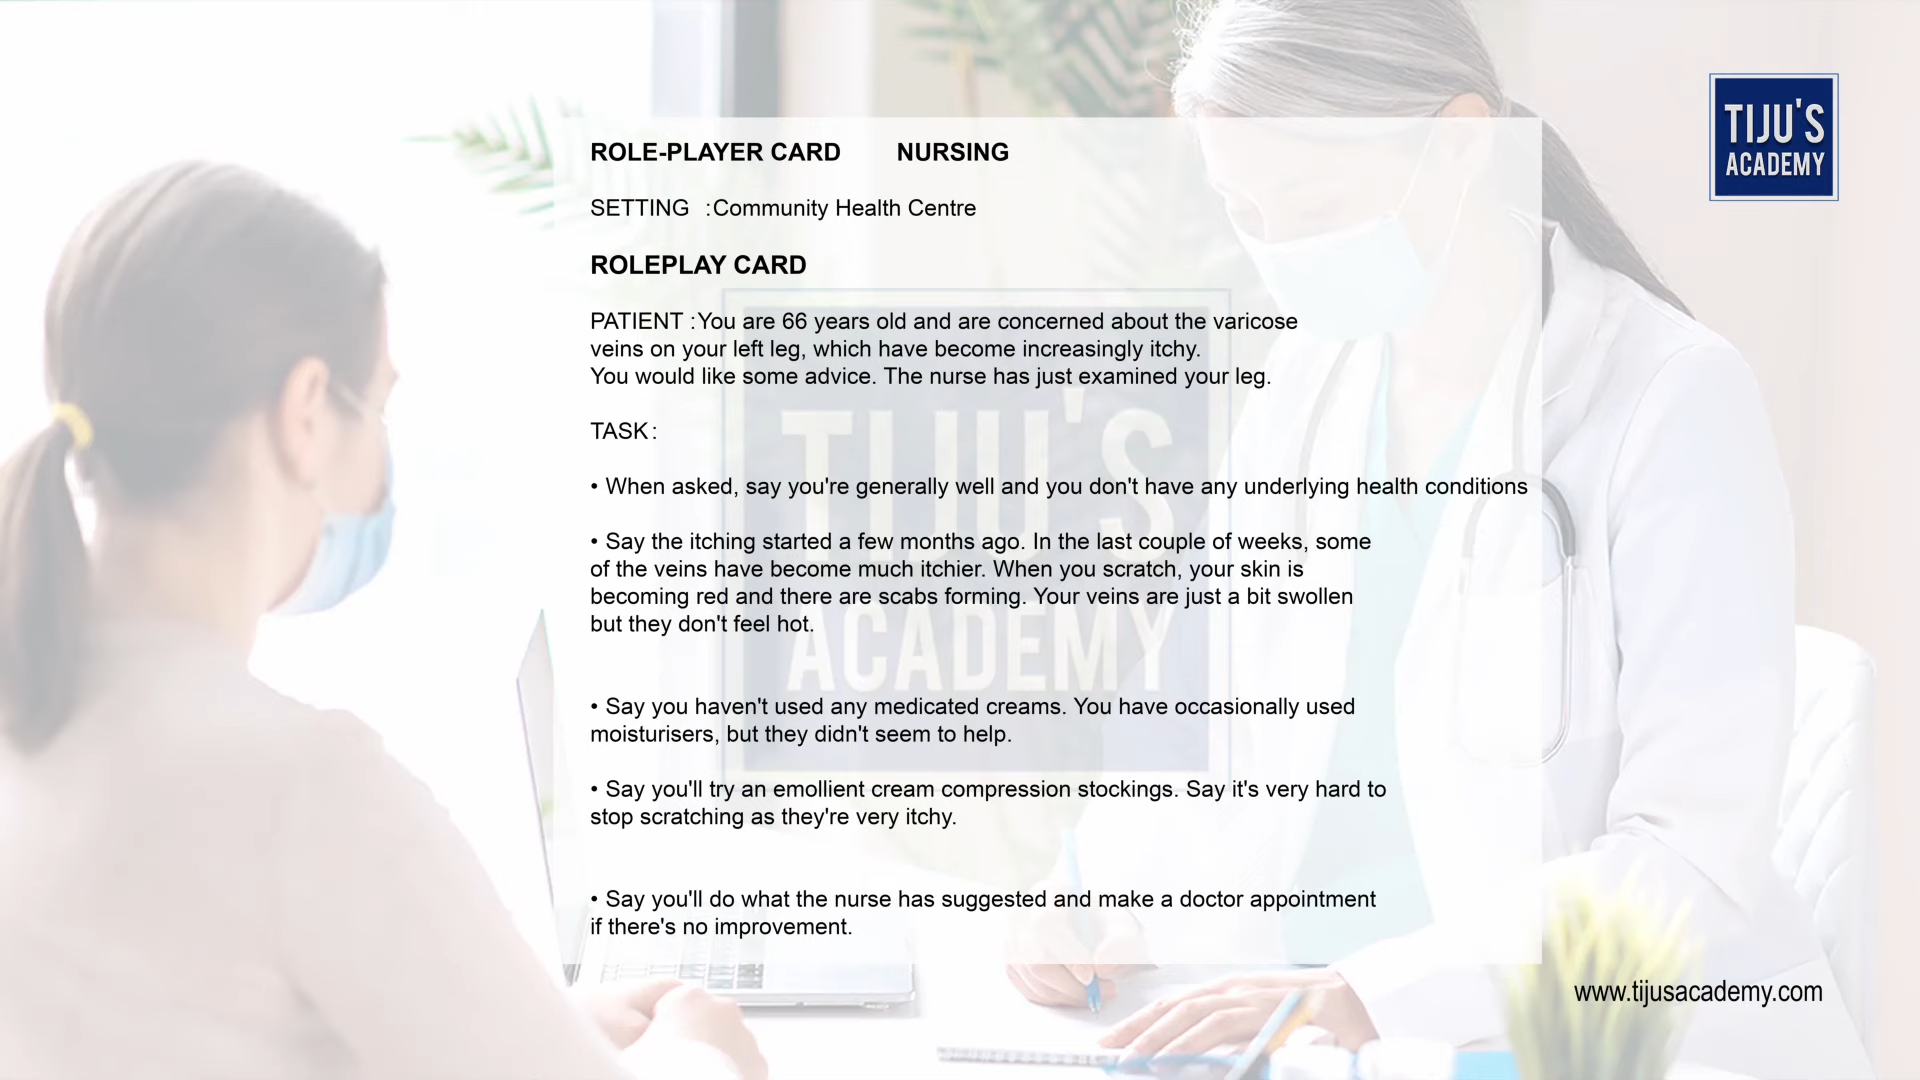 TIJU'S
ACADEMY
ROLE-PLAYER CARD NURSING
SETTING :Community Health Centre
ROLEPLAY CARD
PATIENT :You are 66 years old and are concerned about the varicose
veins on your left leg, which have become increasingly itchy.
You would like some advice. The nurse has just examined your leg.
TASK:
• When asked, say you're generally well and you don't have any underlying health conditions
• Say the itching started a few months ago. In the last couple of weeks, some
of the veins have become much itchier. When you scratch, your skin is
becoming red and there are scabs forming. Your veins are just a bit swollen
but they don't feel hot.
• Say you haven't used any medicated creams. You have occasionally used
moisturisers, but they didn't seem to help.
• Say you'll try an emollient cream compression stockings. Say it's very hard to
stop scratching as they're very itchy.
• Say you'll do what the nurse has suggested and make a doctor appointment
if there's no improvement.
TIJU'S
ACADEMY
www.tijusacademy.com